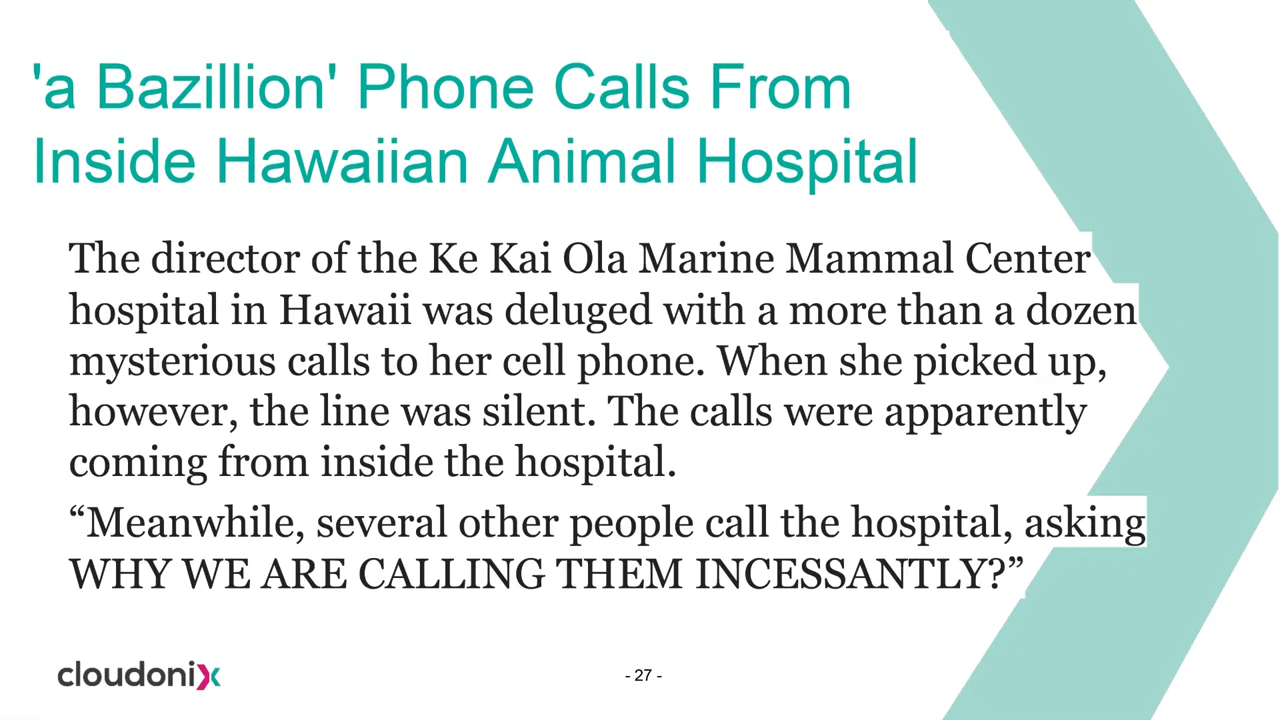 'a Bazillion' Phone Calls From
Inside Hawaiian Animal Hospital
The director of the Ke Kai Ola Marine Mammal Center
hospital in Hawaii was deluged with a more than a dozen
mysterious calls to her cell phone. When she picked up,
however, the line was silent. The calls were apparently
coming from inside the hospital.
“Meanwhile, several other people call the hospital, asking
WHY WE ARE CALLING THEM INCESSANTLY?”
cloudonix
- 27 -